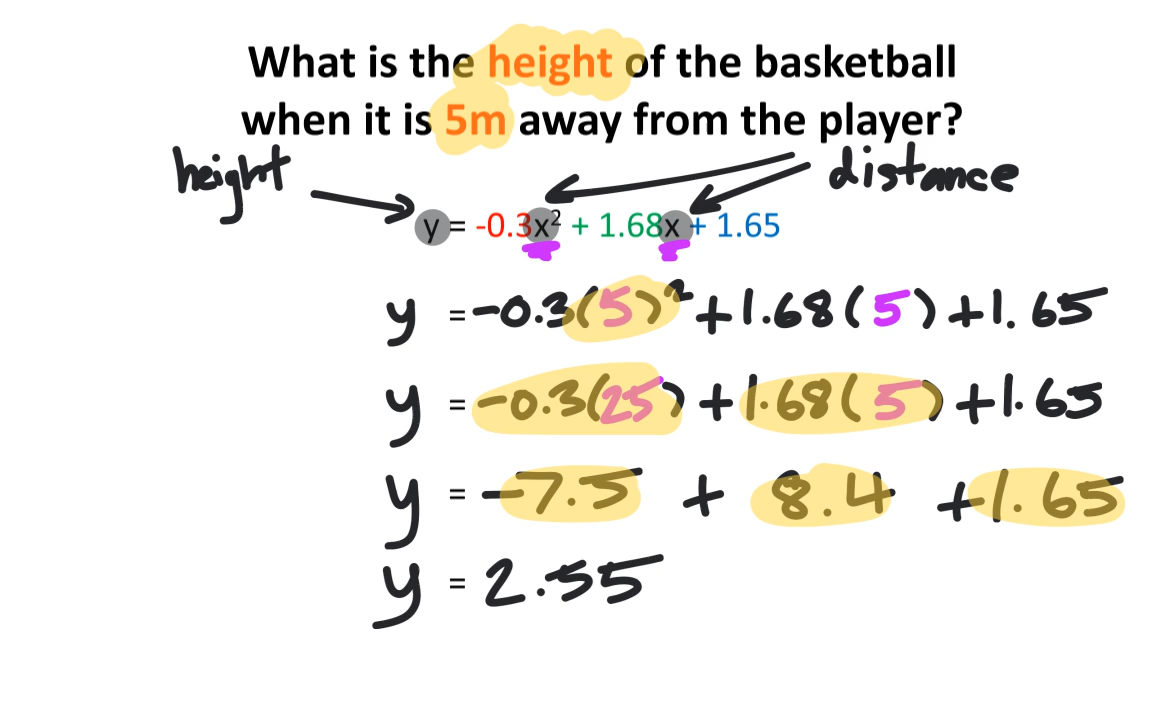 What is the height of the basketball
when it is 5m away from the player?
height
distance
y = -0.3x² + 1.68x + 1.65
y = -0.3(5)² + 1.68(5) + 1.65
y = -0.3(25) + 1.68(5) + 1.65
y = -7.5 + 8.4 + 1.65
y = 2.55